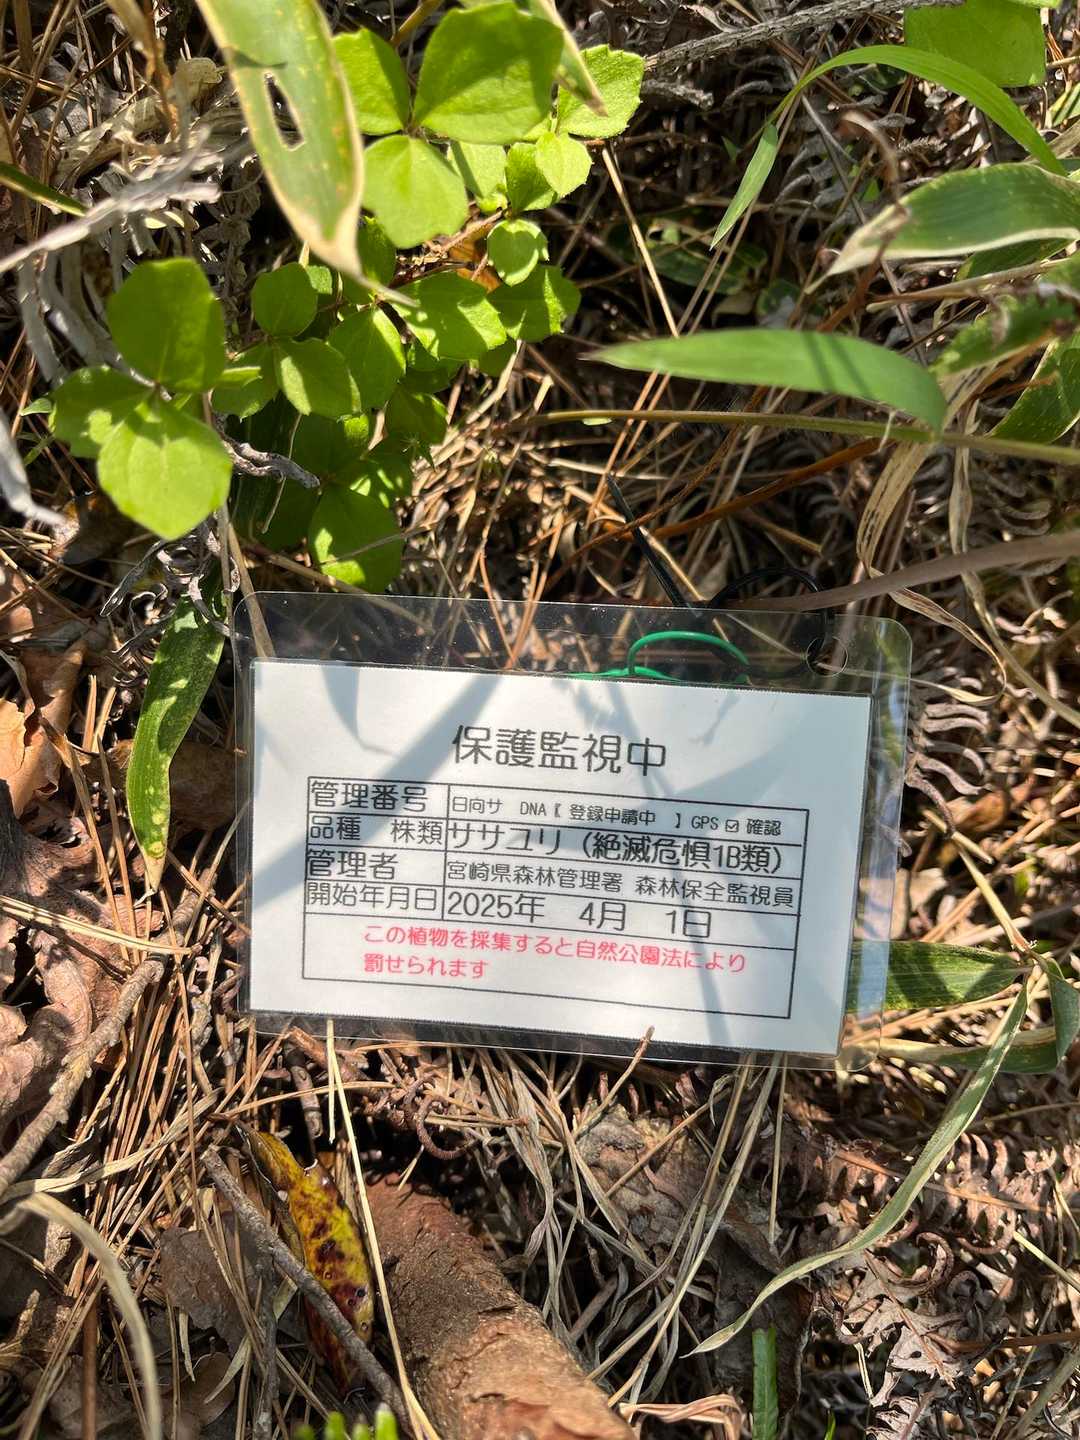 保護監視中
管理番号 日向サ DNA【 登録申請中 】GPS ☑ 確認
品種 株類 ササユリ (絶滅危惧1B類)
管理者 宮崎県森林管理署 森林保全監視員
開始年月日 2025年 4月 1日
この植物を採集すると自然公園法により
罰せられます